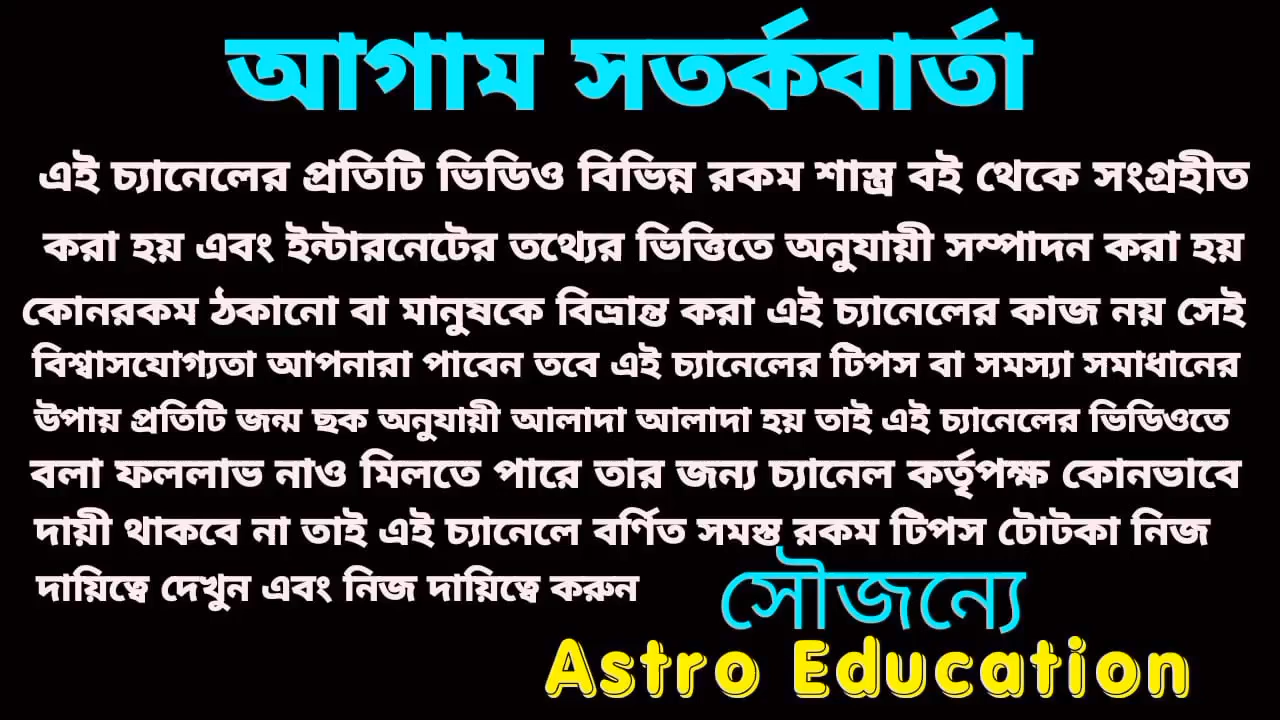 আগাম সতর্কবার্তা
এই চ্যানেলের প্রতিটি ভিডিও বিভিন্ন রকম শাস্ত্র বই থেকে সংগ্রহীত
করা হয় এবং ইন্টারনেটের তথ্যের ভিত্তিতে অনুযায়ী সম্পাদন করা হয়
কোনরকম ঠকানো বা মানুষকে বিভ্রান্ত করা এই চ্যানেলের কাজ নয় সেই
বিশ্বাসযোগ্যতা আপনারা পাবেন তবে এই চ্যানেলের টিপস বা সমস্যা সমাধানের
উপায় প্রতিটি জন্ম ছক অনুযায়ী আলাদা আলাদা হয় তাই এই চ্যানেলের ভিডিওতে
বলা ফললাভ নাও মিলতে পারে তার জন্য চ্যানেল কর্তৃপক্ষ কোনভাবে
দায়ী থাকবে না তাই এই চ্যানেলে বর্ণিত সমস্ত রকম টিপস টোটকা নিজ
দায়িত্বে দেখুন এবং নিজ দায়িত্বে করুন
সৌজন্যে
Astro Education